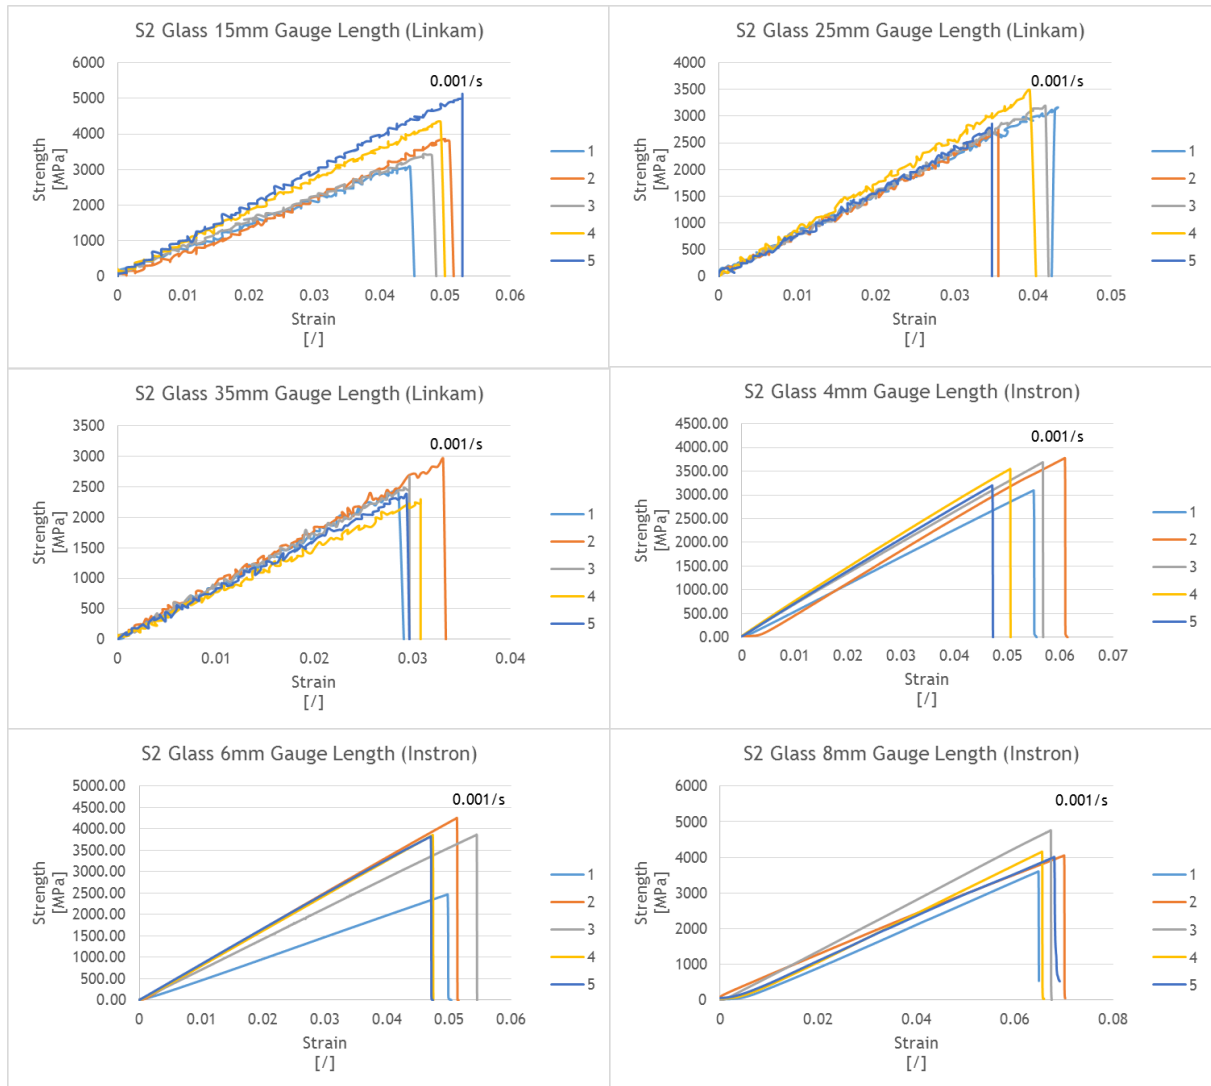 S2 Glass 15mm Gauge Length (Linkam)
0.001/s
6000
5000
4000
3000
2000
1000
0
Strength
[MPa]
0 0.01 0.02 0.03 0.04 0.05 0.06
Strain
[/]
1
2
3
4
5
S2 Glass 25mm Gauge Length (Linkam)
0.001/s
4000
3500
3000
2500
2000
1500
1000
500
0
Strength
[MPa]
0 0.01 0.02 0.03 0.04 0.05
Strain
[/]
1
2
3
4
5
S2 Glass 35mm Gauge Length (Linkam)
0.001/s
3500
3000
2500
2000
1500
1000
500
0
Strength
[MPa]
0 0.01 0.02 0.03 0.04
Strain
[/]
1
2
3
4
5
S2 Glass 4mm Gauge Length (Instron)
0.001/s
4500.00
4000.00
3500.00
3000.00
2500.00
2000.00
1500.00
1000.00
500.00
0.00
Strength
[MPa]
0 0.01 0.02 0.03 0.04 0.05 0.06 0.07
Strain
[/]
1
2
3
4
5
S2 Glass 6mm Gauge Length (Instron)
0.001/s
5000.00
4500.00
4000.00
3500.00
3000.00
2500.00
2000.00
1500.00
1000.00
500.00
0.00
Strength
[MPa]
0 0.01 0.02 0.03 0.04 0.05 0.06
Strain
[/]
1
2
3
4
5
S2 Glass 8mm Gauge Length (Instron)
0.001/s
6000
5000
4000
3000
2000
1000
0
Strength
[MPa]
0 0.02 0.04 0.06 0.08
Strain
[/]
1
2
3
4
5